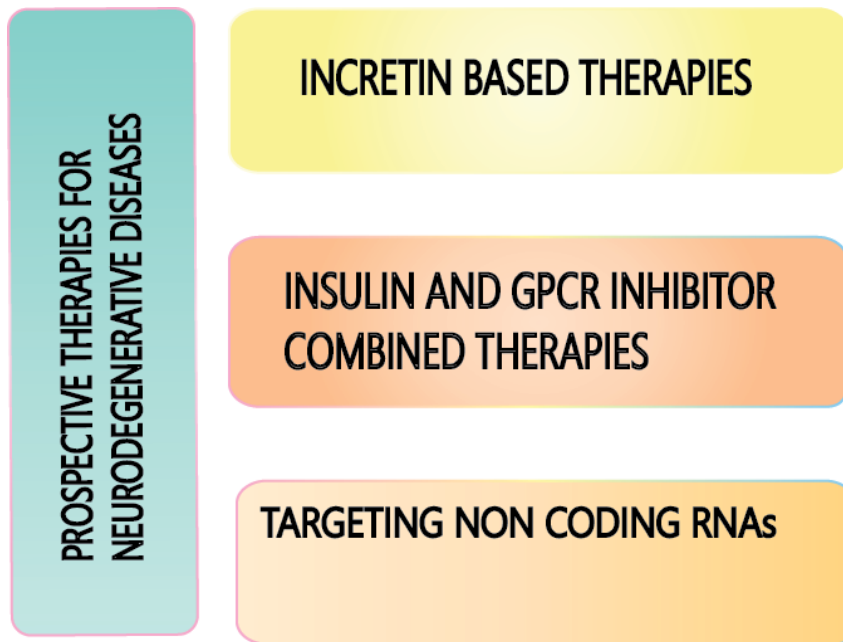 PROSPECTIVE THERAPIES FOR
NEURODEGENERATIVE DISEASES
INCRETIN BASED THERAPIES
INSULIN AND GPCR INHIBITOR
COMBINED THERAPIES
TARGETING NON CODING RNAs